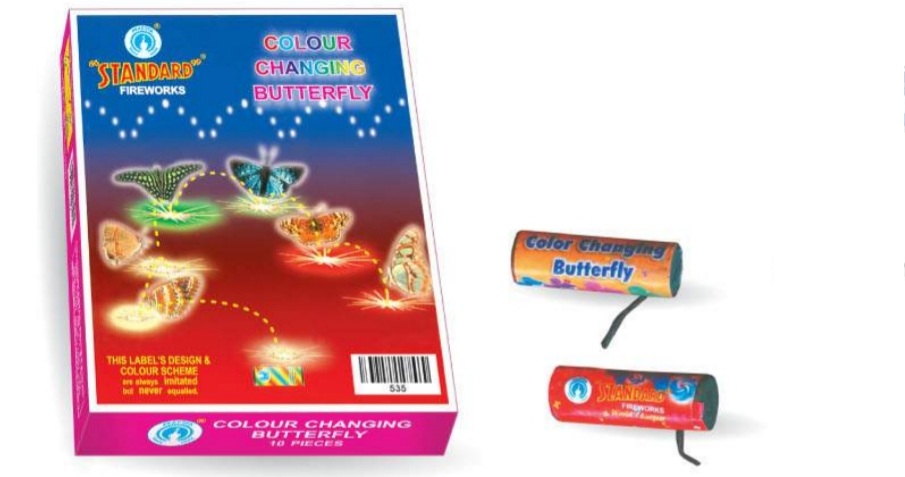 "STANDARD"
FIREWORKS
COLOUR
CHANGING
BUTTERFLY
THIS LABEL'S DESIGN &
COLOUR SCHEME
are always imitated
but never equalled.
535
COLOUR CHANGING
BUTTERFLY
10 PIECES
Color Changing
Butterfly
STANDARD
FIREWORKS